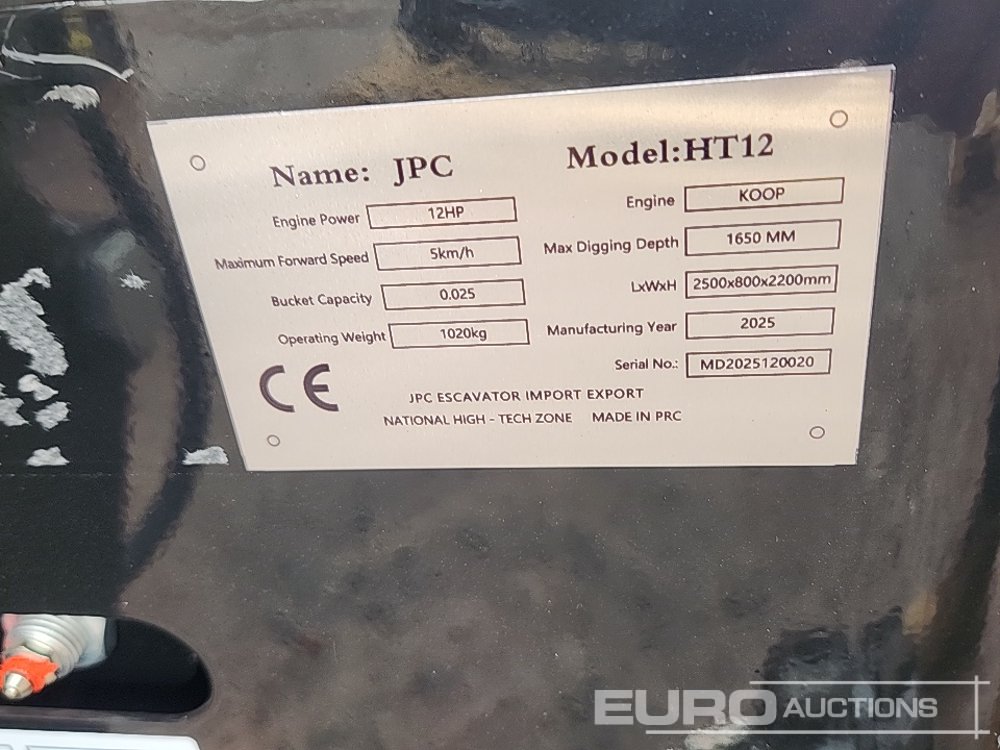 Name: JPC Model:HT12
Engine Power 12HP Engine KOOP
Maximum Forward Speed 5km/h Max Digging Depth 1650 MM
Bucket Capacity 0.025 LxWxH 2500x800x2200mm
Operating Weight 1020kg Manufacturing Year 2025
Serial No.: MD2025120020
CE
JPC ESCAVATOR IMPORT EXPORT
NATIONAL HIGH - TECH ZONE MADE IN PRC
EURO AUCTIONS